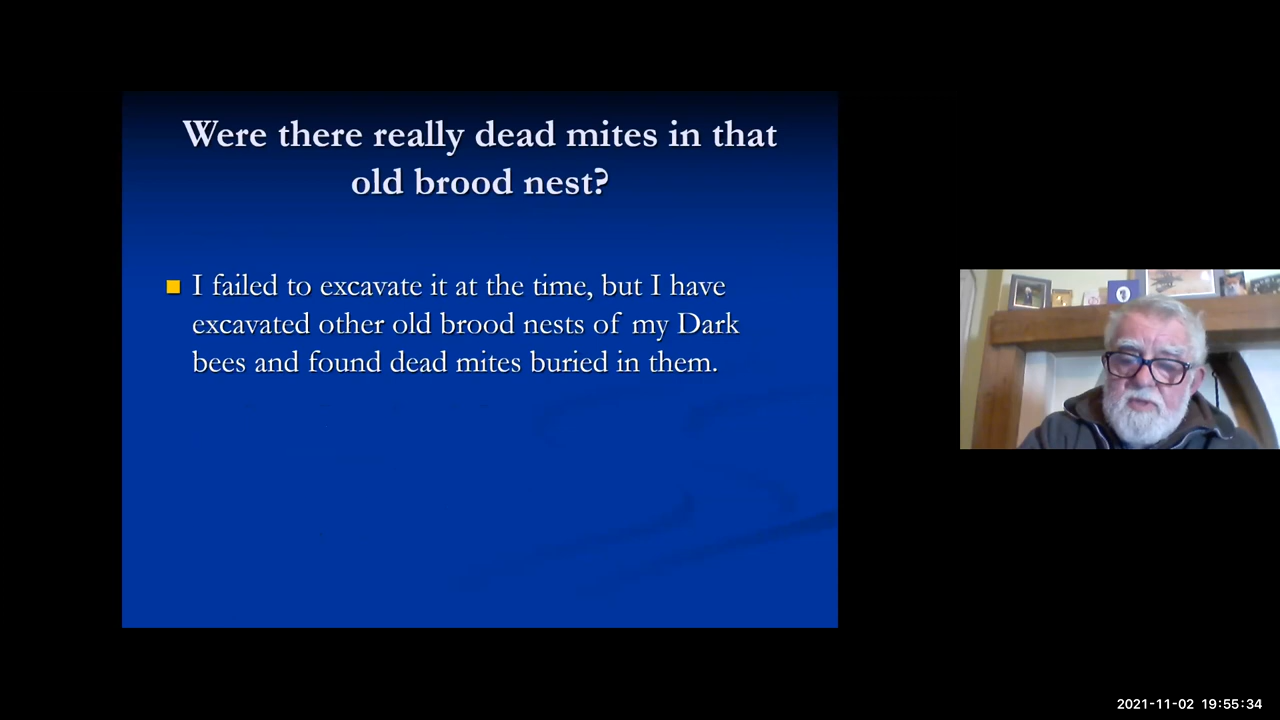 Were there really dead mites in that
old brood nest?
I failed to excavate it at the time, but I have
excavated other old brood nests of my Dark
bees and found dead mites buried in them.
2021-11-02 19:55:34